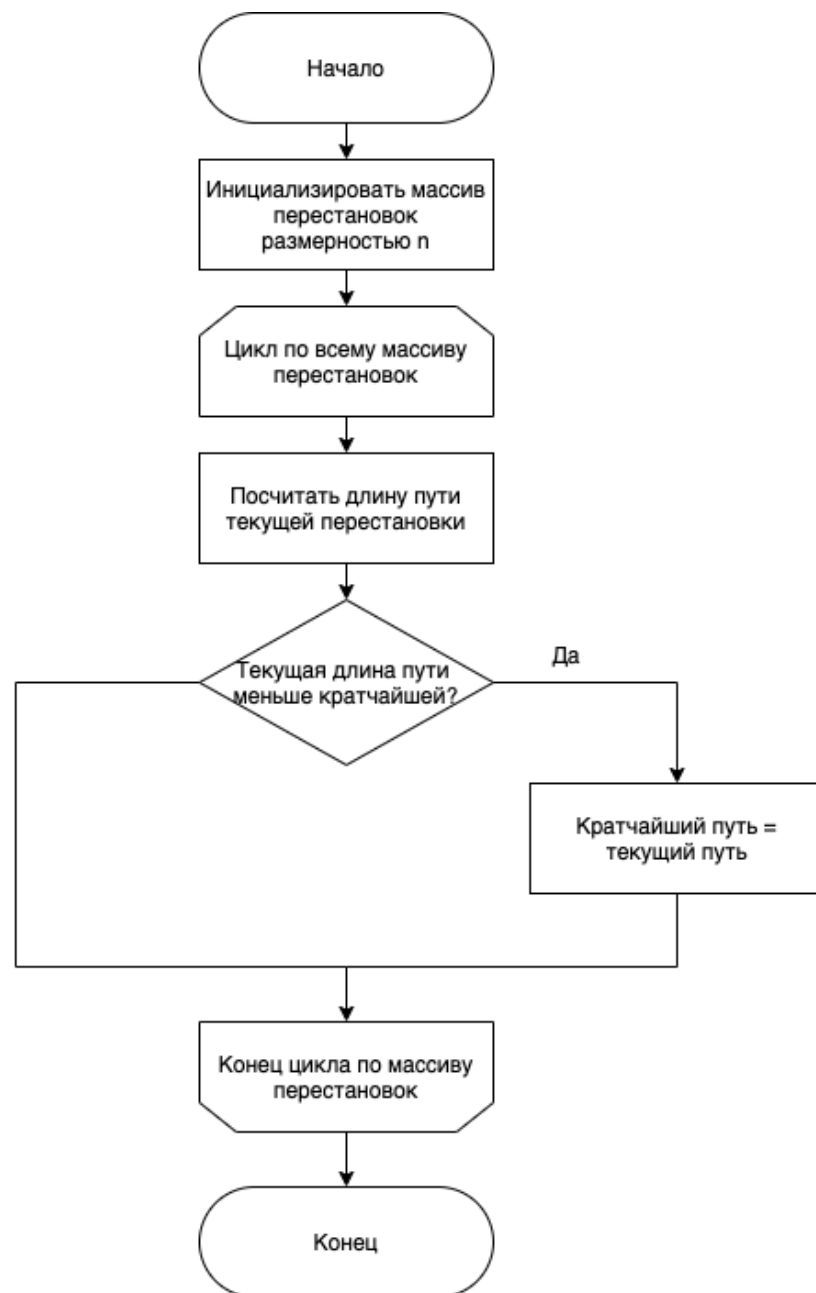 Начало
Инициализировать массив
перестановок
размерностью n
Цикл по всему массиву
перестановок
Посчитать длину пути
текущей перестановки
Текущая длина пути
меньше кратчайшей?
Да
Кратчайший путь =
текущий путь
Конец цикла по массиву
перестановок
Конец